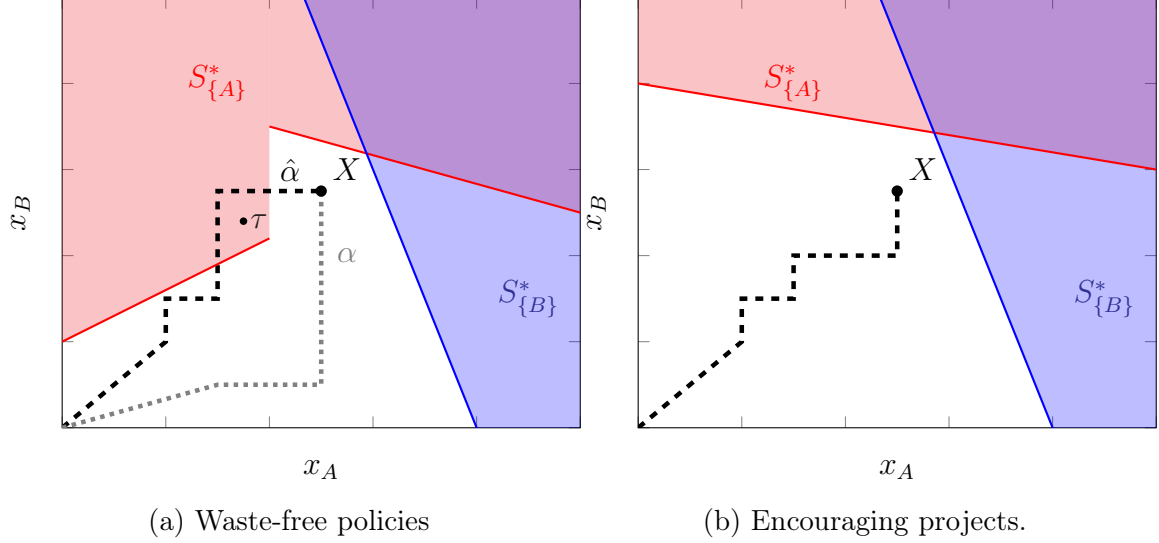 S*_{A}
α̂
X
τ
α
S*_{B}
x_B
x_A
(a) Waste-free policies
S*_{A}
X
S*_{B}
x_B
x_A
(b) Encouraging projects.